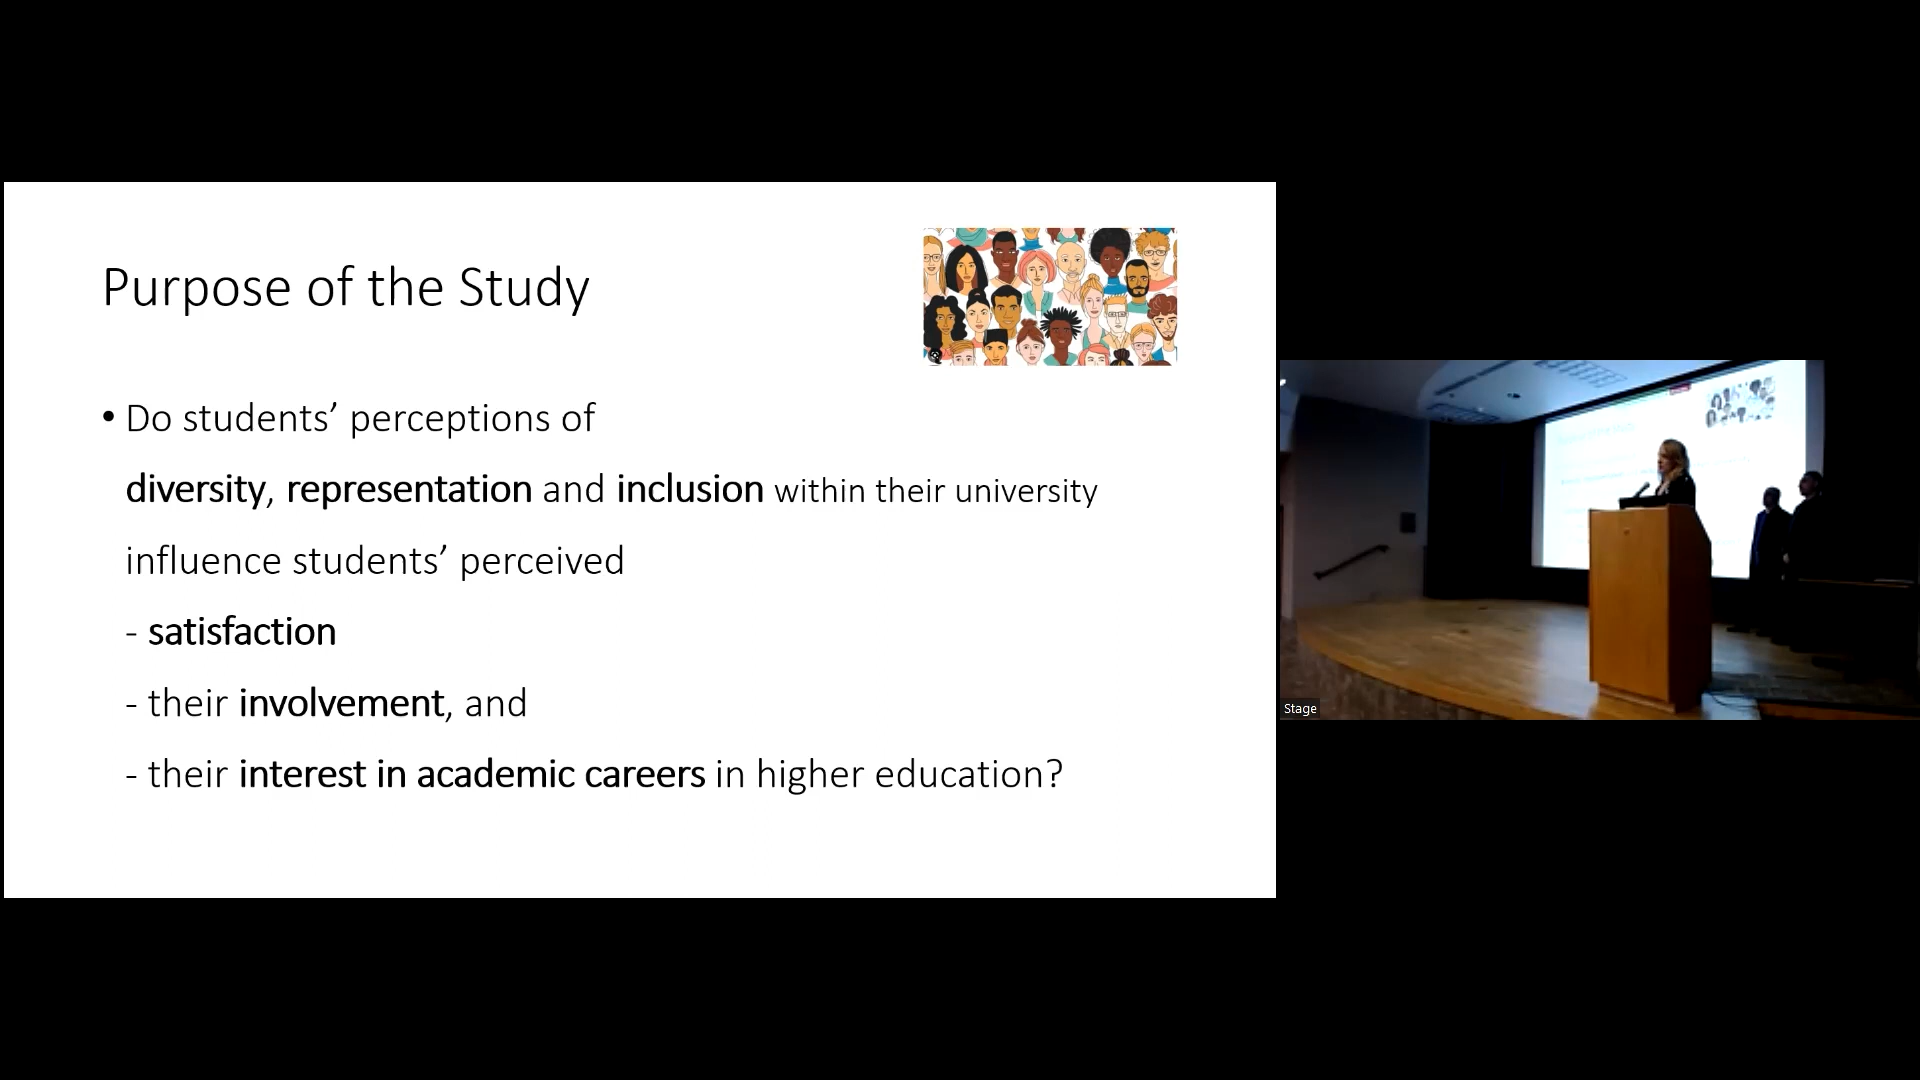 Purpose of the Study
• Do students’ perceptions of
diversity, representation and inclusion within their university
influence students’ perceived
- satisfaction
- their involvement, and
- their interest in academic careers in higher education?
Stage